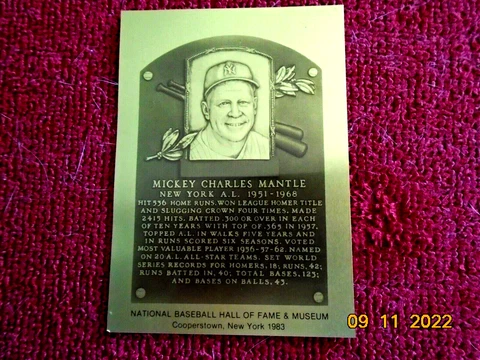 MICKEY CHARLES MANTLE
NEW YORK A.L. 1951-1968
HIT 536 HOME RUNS. WON LEAGUE HOMER TITLE
AND SLUGGING CROWN FOUR TIMES. MADE
2415 HITS. BATTED .300 OR OVER IN EACH
OF TEN YEARS WITH TOP OF .365 IN 1957.
TOPPED A.L. IN WALKS FIVE YEARS AND
IN RUNS SCORED SIX SEASONS. VOTED
MOST VALUABLE PLAYER 1956-57-62. NAMED
ON 20 A.L. ALL-STAR TEAMS. SET WORLD
SERIES RECORDS FOR HOMERS, 18; RUNS, 42;
RUNS BATTED IN, 40; TOTAL BASES, 123;
AND BASES ON BALLS, 43.
NATIONAL BASEBALL HALL OF FAME & MUSEUM
Cooperstown, New York 1983
09 11 2022